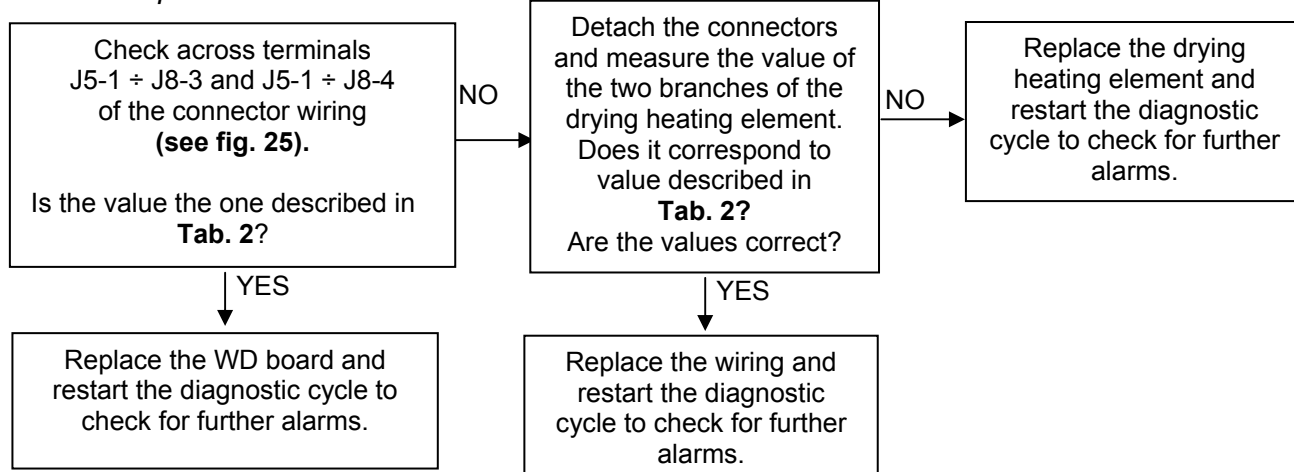 Check across terminals
J5-1 ÷ J8-3 and J5-1 ÷ J8-4
of the connector wiring
(see fig. 25).
Is the value the one described in
Tab. 2?
NO
Detach the connectors
and measure the value of
the two branches of the
drying heating element.
Does it correspond to
value described in
Tab. 2?
Are the values correct?
NO
Replace the drying
heating element and
restart the diagnostic
cycle to check for further
alarms.
YES
YES
Replace the WD board and
restart the diagnostic cycle to
check for further alarms.
Replace the wiring and
restart the diagnostic
cycle to check for further
alarms.